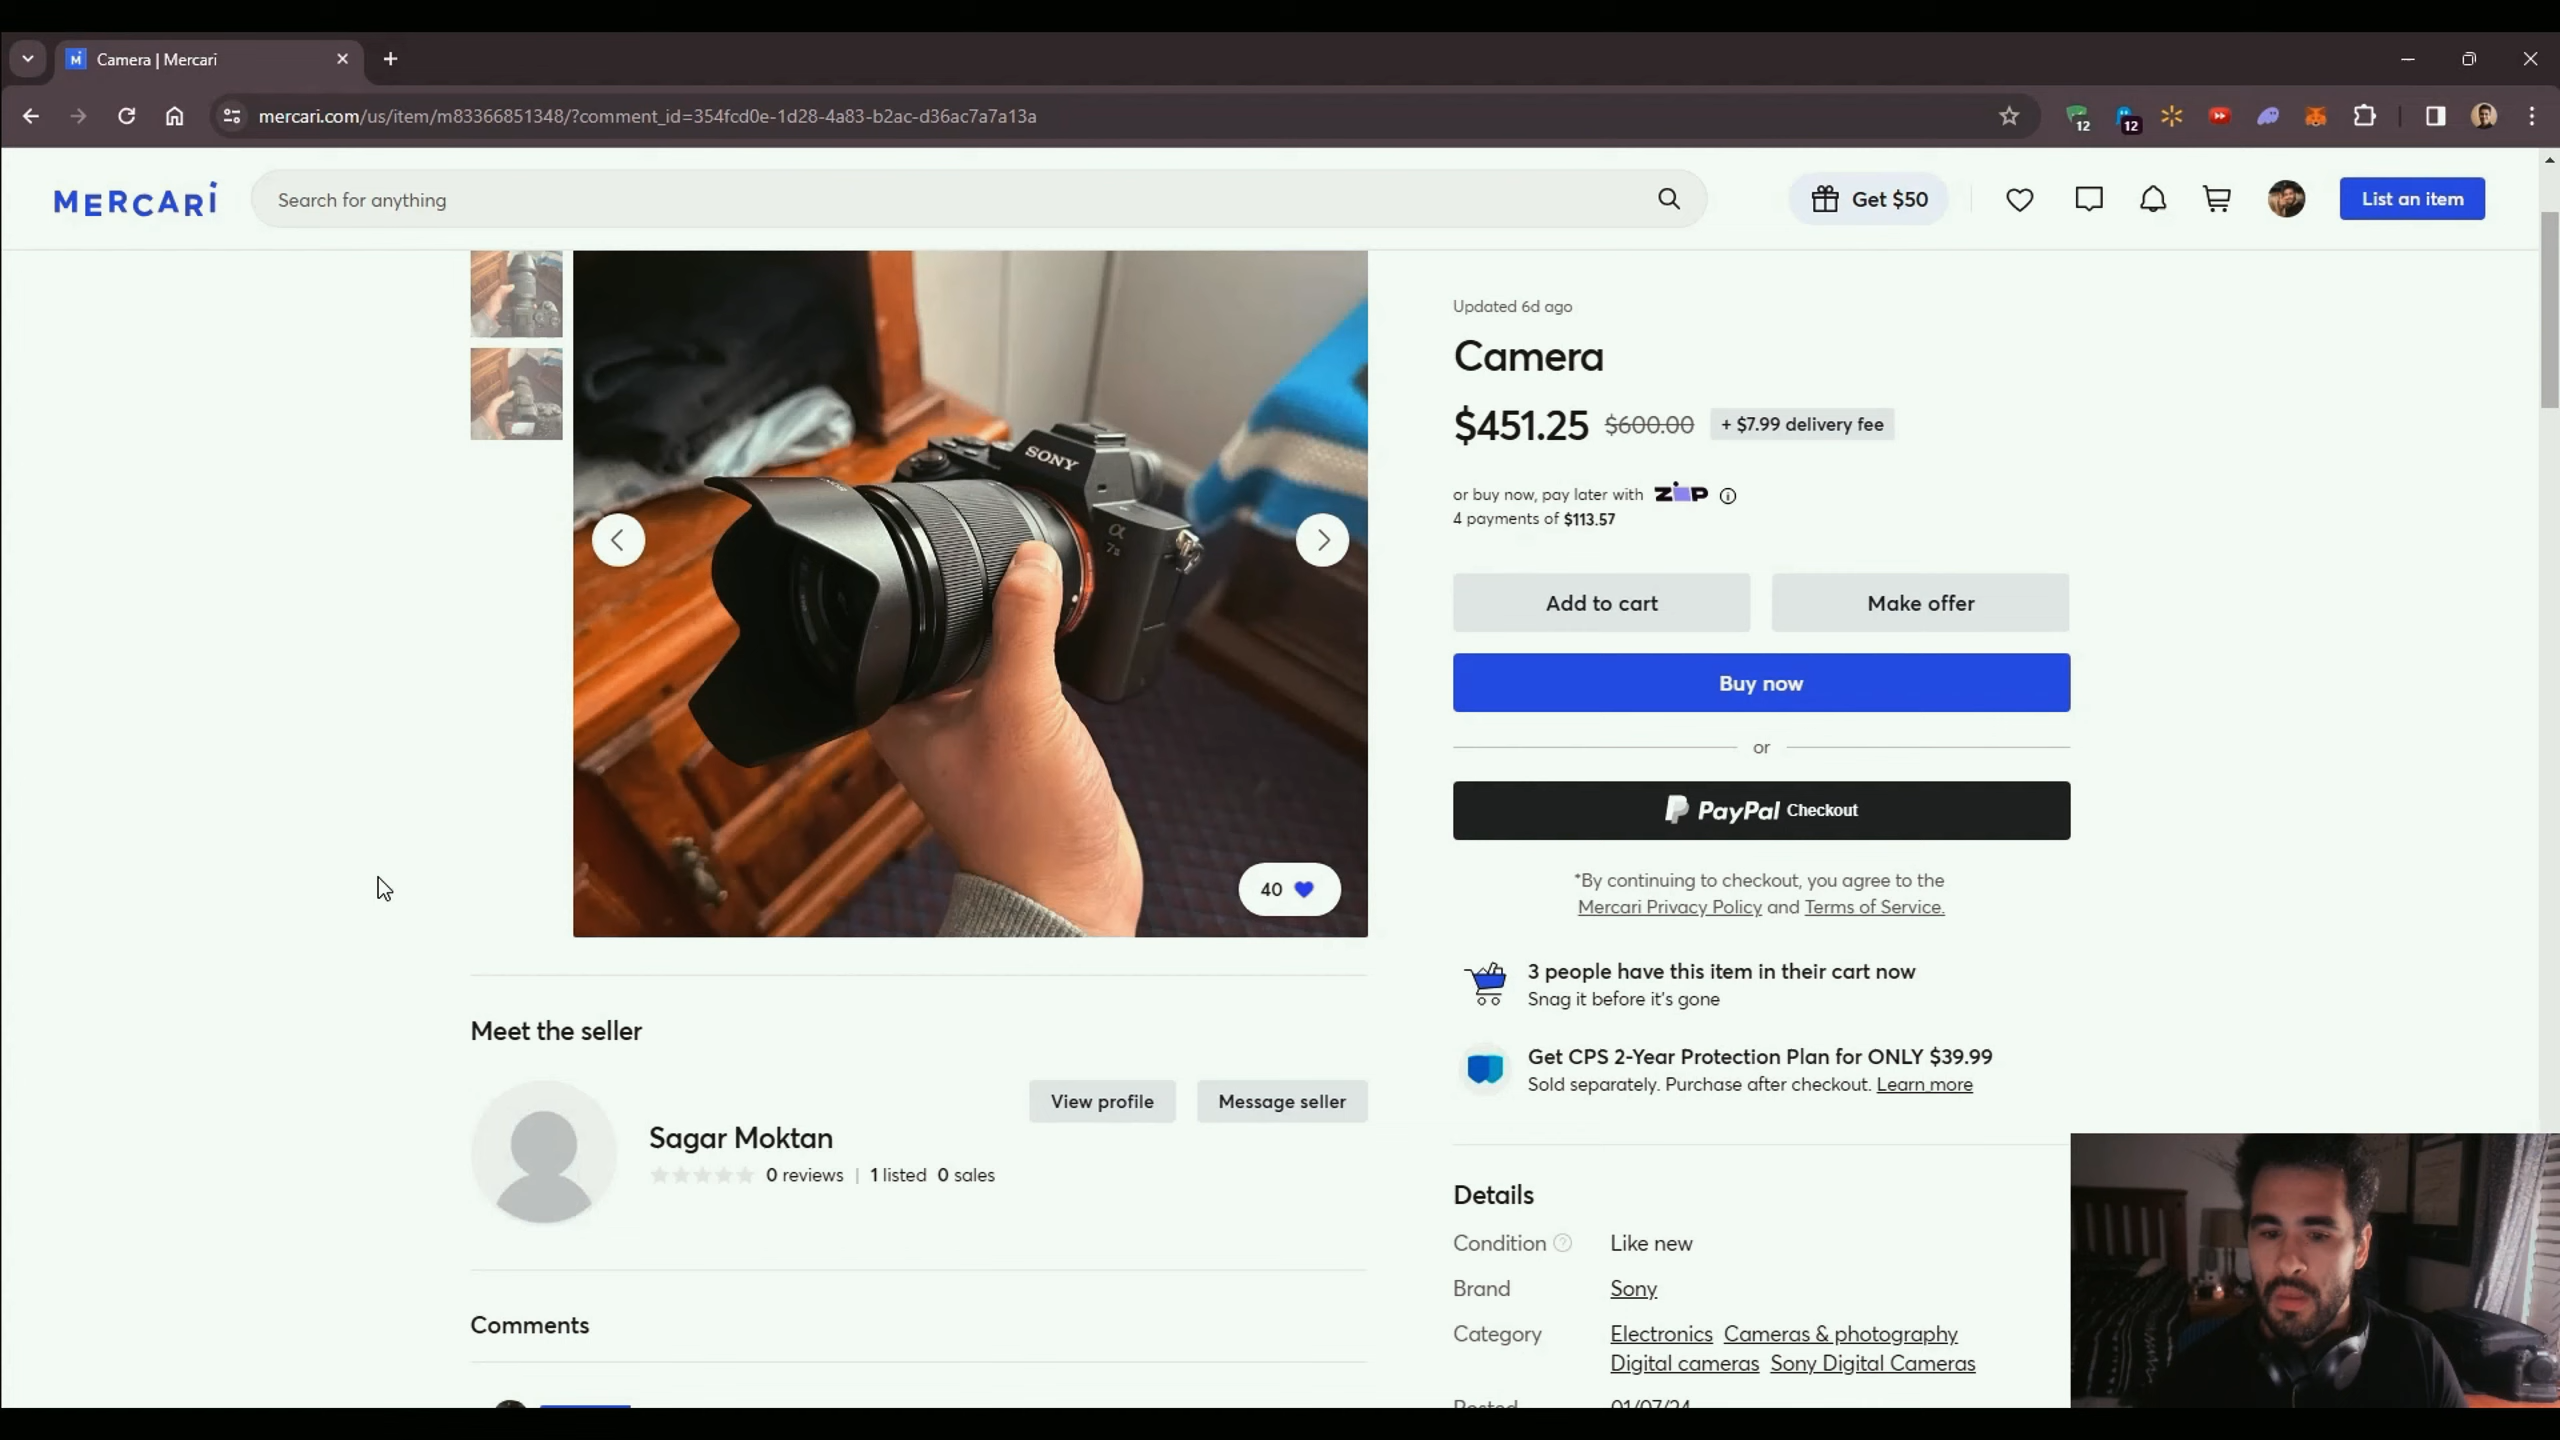 Camera | Mercari
mercari.com/us/item/m83366851348/?comment_id=354fcd0e-1d28-4a83-b2ac-d36ac7a7a13a
12
12
MERCARI
Search for anything
Get $50
List an item
SONY
α
7s
40
Updated 6d ago
Camera
$451.25 $600.00 + $7.99 delivery fee
or buy now, pay later with ZIP
4 payments of $113.57
Add to cart
Make offer
Buy now
or
PayPal Checkout
*By continuing to checkout, you agree to the
Mercari Privacy Policy and Terms of Service.
3 people have this item in their cart now
Snag it before it's gone
Get CPS 2-Year Protection Plan for ONLY $39.99
Sold separately. Purchase after checkout. Learn more
Meet the seller
View profile
Message seller
Sagar Moktan
0 reviews | 1 listed 0 sales
Comments
Details
Condition Like new
Brand Sony
Category Electronics Cameras & photography
Digital cameras Sony Digital Cameras
Posted 01/07/24